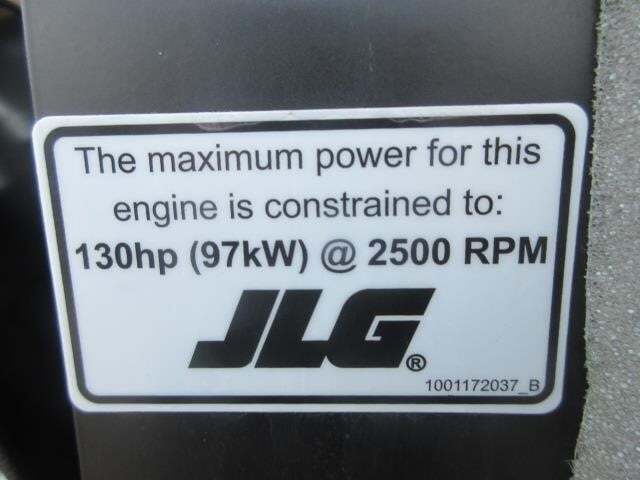 The maximum power for this
engine is constrained to:
130hp (97kW) @ 2500 RPM
JLG®
1001172037_B